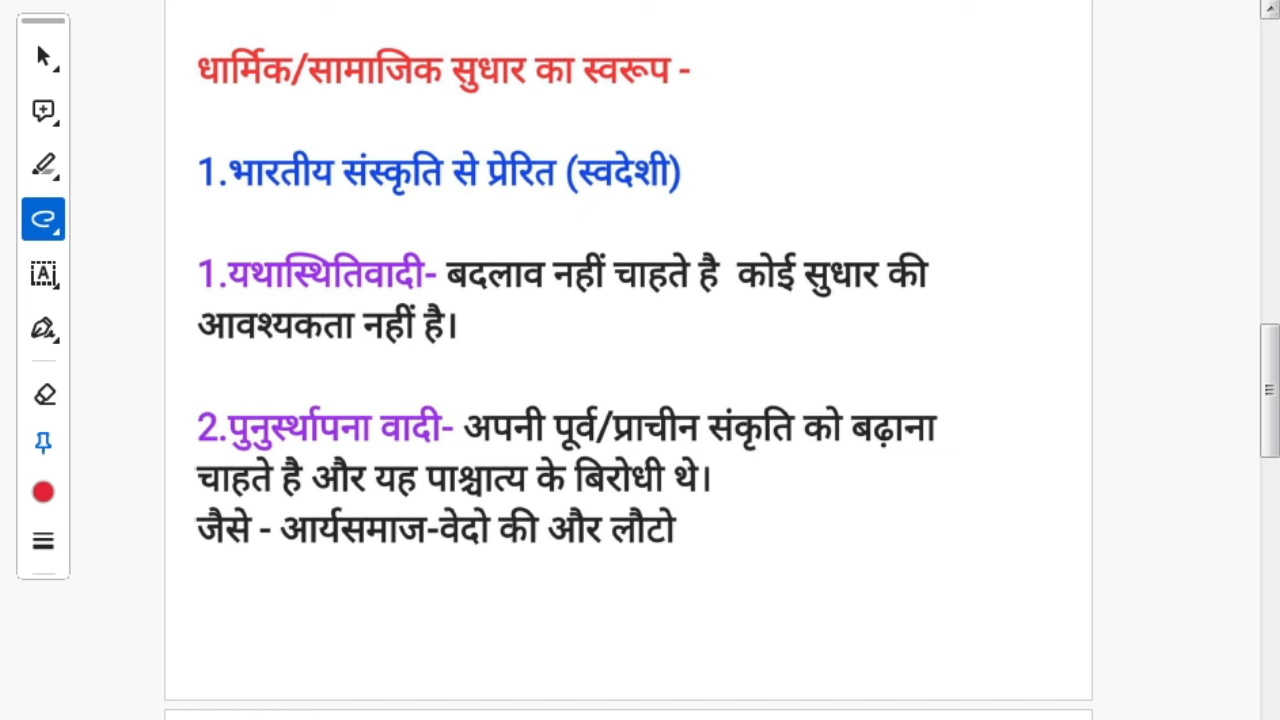 धार्मिक/सामाजिक सुधार का स्वरूप -
1.भारतीय संस्कृति से प्रेरित (स्वदेशी)
1.यथास्थितिवादी- बदलाव नहीं चाहते है कोई सुधार की
आवश्यकता नहीं है।
2.पुनुर्स्थापना वादी- अपनी पूर्व/प्राचीन संकृति को बढ़ाना
चाहते है और यह पाश्चात्य के बिरोधी थे।
जैसे - आर्यसमाज-वेदो की और लौटो